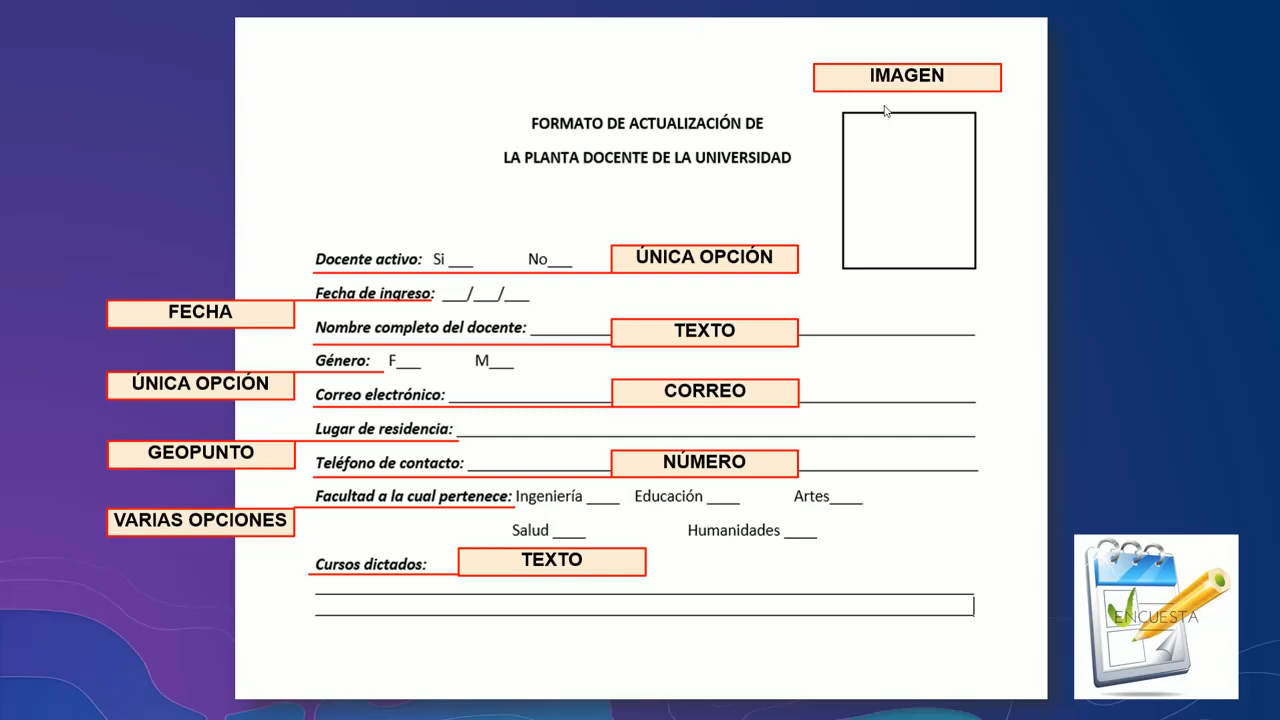 IMAGEN
FORMATO DE ACTUALIZACIÓN DE
LA PLANTA DOCENTE DE LA UNIVERSIDAD
Docente activo: Si ___ No___ ÚNICA OPCIÓN
Fecha de ingreso: ___/___/___
FECHA
Nombre completo del docente: TEXTO
Género: F___ M___
ÚNICA OPCIÓN
Correo electrónico: CORREO
Lugar de residencia:
GEOPUNTO
Teléfono de contacto: NÚMERO
Facultad a la cual pertenece: Ingeniería ____ Educación ____ Artes____
VARIAS OPCIONES
Salud ____ Humanidades ____
Cursos dictados: TEXTO
ENCUESTA